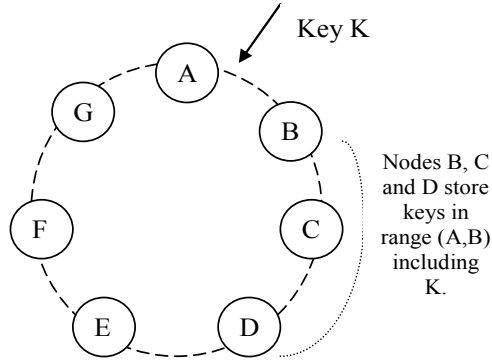 Key K
A
B
G
Nodes B, C
and D store
keys in
range (A,B)
including
K.
F
C
E
D